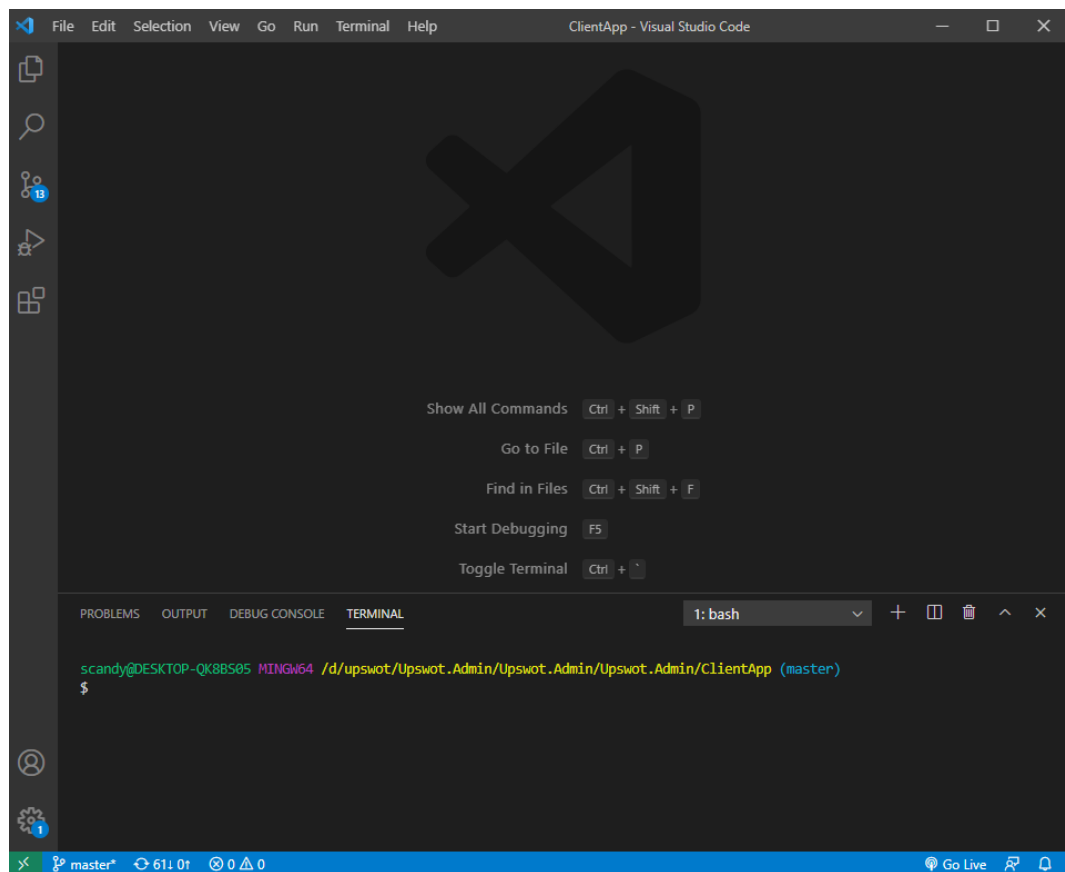 File Edit Selection View Go Run Terminal Help ClientApp - Visual Studio Code
13
Show All Commands Ctrl + Shift + P
Go to File Ctrl + P
Find in Files Ctrl + Shift + F
Start Debugging F5
Toggle Terminal Ctrl + `
PROBLEMS OUTPUT DEBUG CONSOLE TERMINAL 1: bash
scandy@DESKTOP-QK8BS05 MINGW64 /d/upswot/Upswot.Admin/Upswot.Admin/Upswot.Admin/ClientApp (master)
$
1
master* 61↓ 0↑ 0 0 Go Live